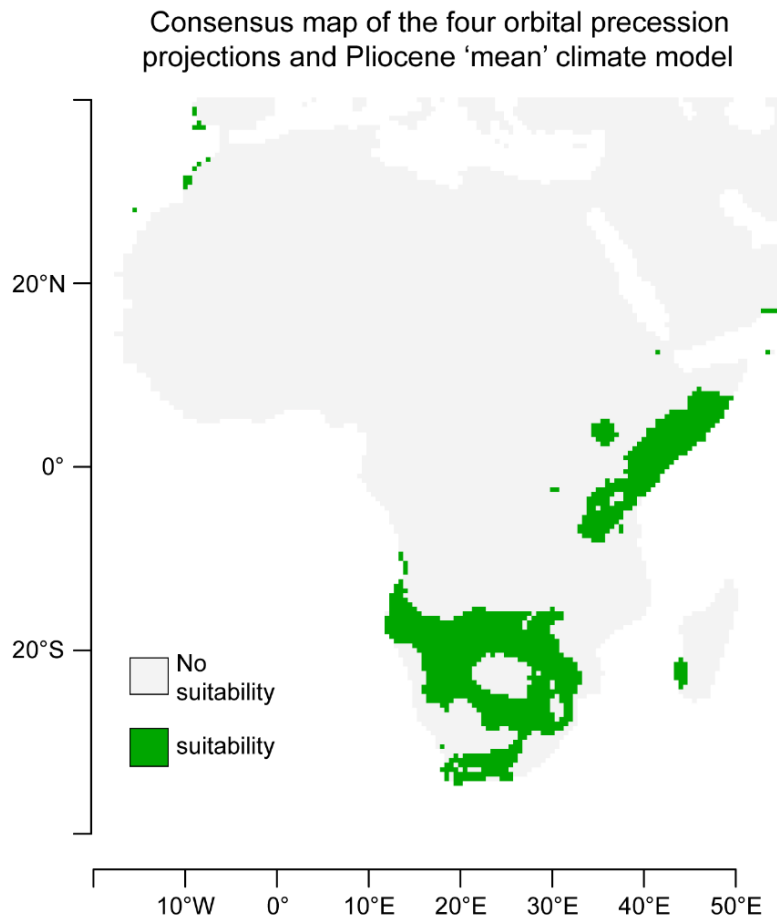 Consensus map of the four orbital precession
projections and Pliocene ‘mean’ climate model
20°N
0°
20°S
No
suitability
suitability
10°W 0° 10°E 20°E 30°E 40°E 50°E